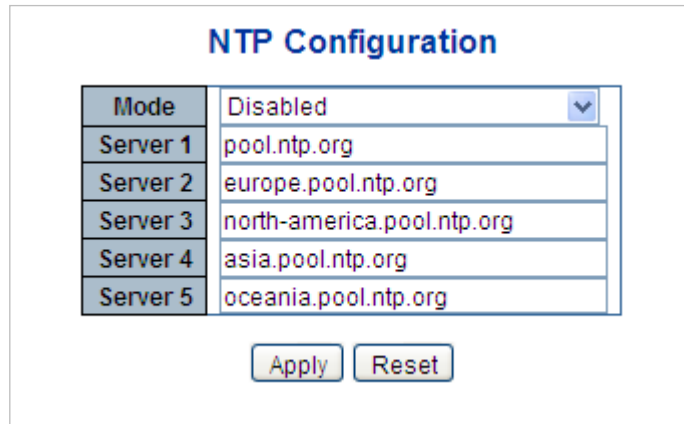 NTP Configuration
Mode Disabled
Server 1 pool.ntp.org
Server 2 europe.pool.ntp.org
Server 3 north-america.pool.ntp.org
Server 4 asia.pool.ntp.org
Server 5 oceania.pool.ntp.org
Apply Reset